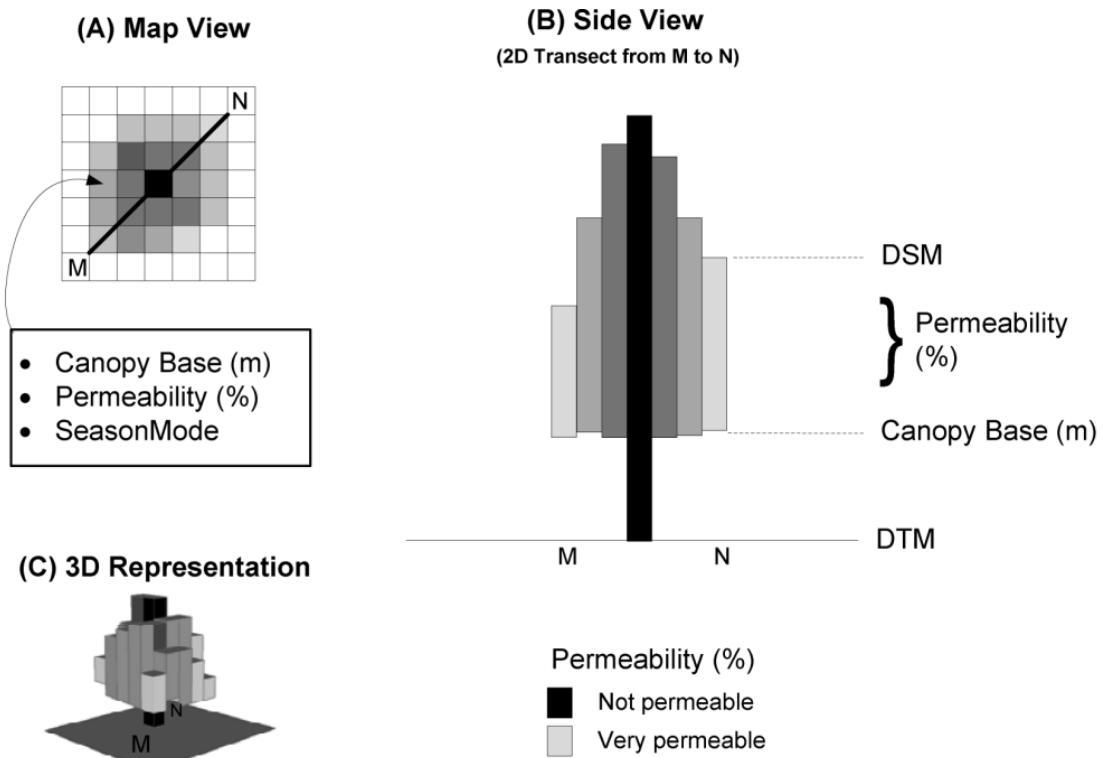 (A) Map View
N
M
• Canopy Base (m)
• Permeability (%)
• SeasonMode
(B) Side View
(2D Transect from M to N)
DSM
Permeability
(%)
Canopy Base (m)
DTM
M
N
(C) 3D Representation
N
M
Permeability (%)
Not permeable
Very permeable